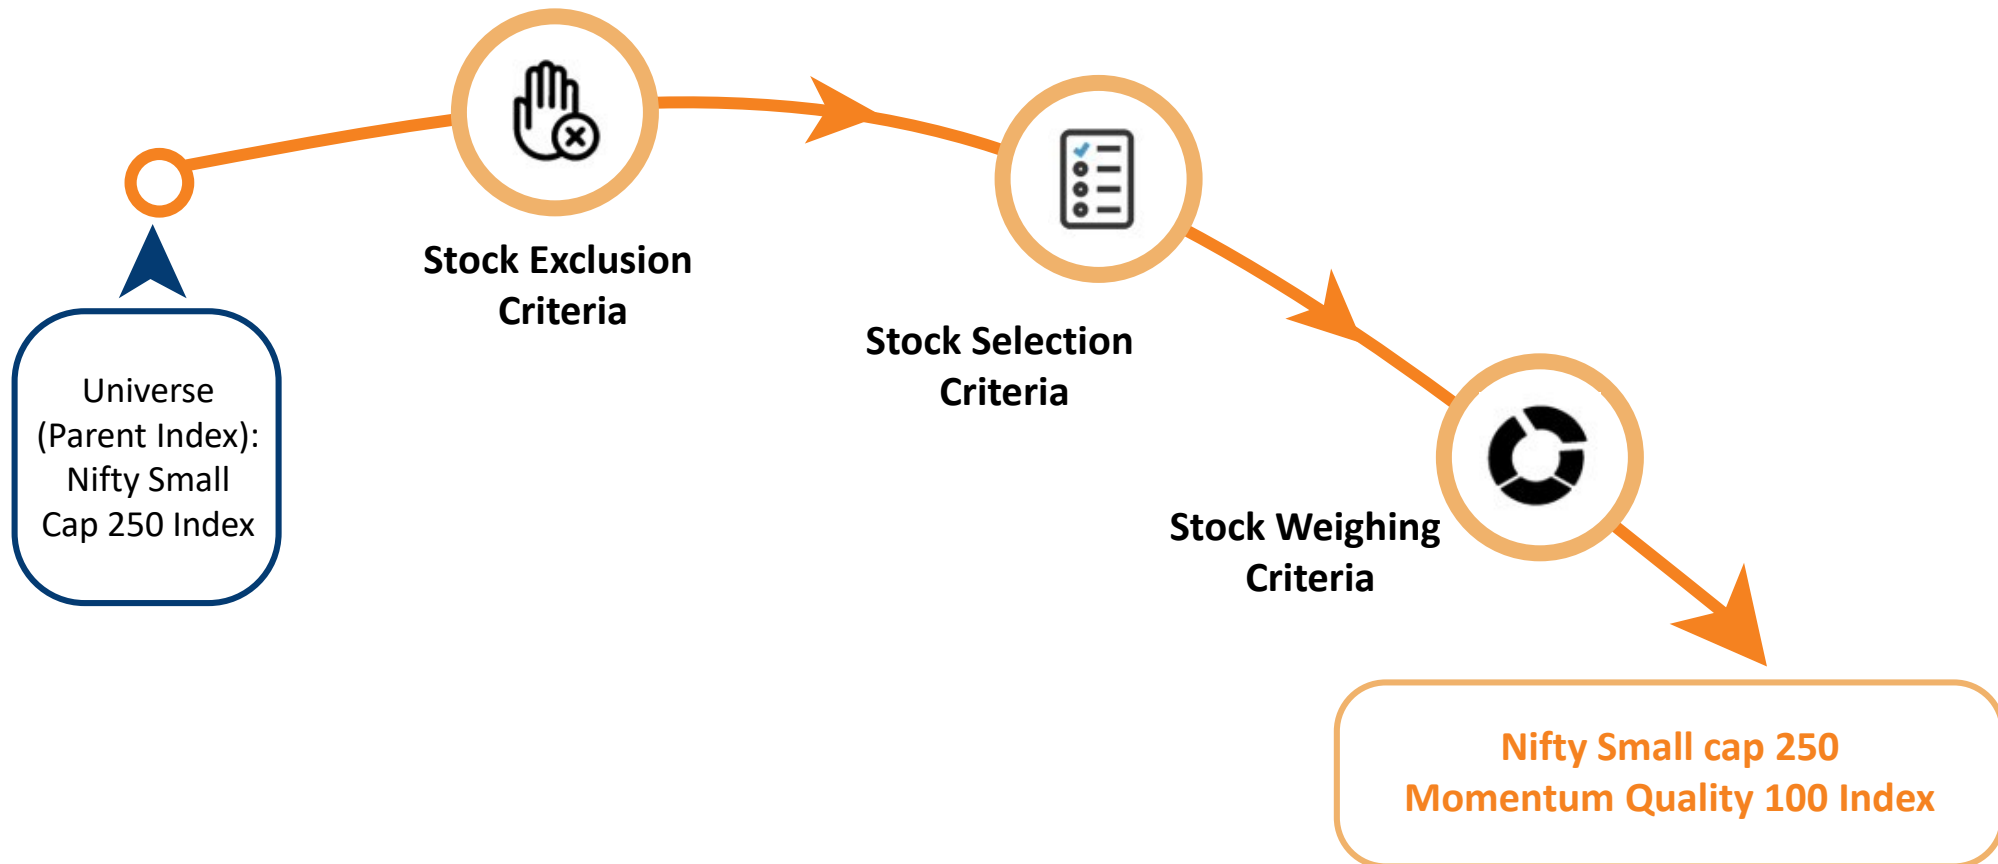 Universe
(Parent Index):
Nifty Small
Cap 250 Index
Stock Exclusion
Criteria
Stock Selection
Criteria
Stock Weighing
Criteria
Nifty Small cap 250
Momentum Quality 100 Index